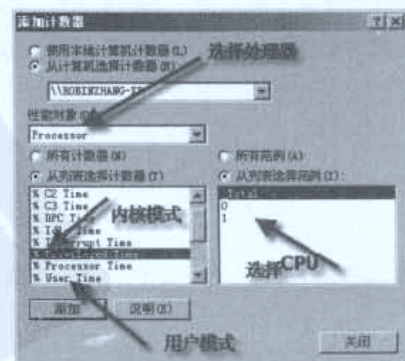 添加计数器
使用本地计算机计数器(L)
从计算机选择计数器(R):
选择处理器
\\ROBINZHANG-
性能对象
Processor
所有计数器(N)
所有范例(A)
从列表选择计数器(T)
从列表选择范例(I):
% C2 Time
% C3 Time
% DPC Time
内核模式
% Interrupt Time
% Processor Time
% User Time
_Total
0
1
选择CPU
添加
说明(X)
用户模式
关闭